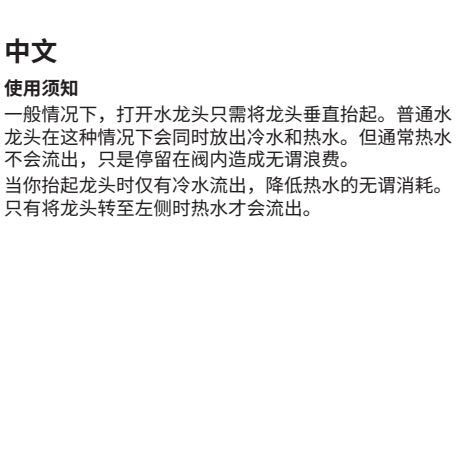 中文
使用须知
一般情况下，打开水龙头只需将龙头垂直抬起。普通水
龙头在这种情况下会同时放出冷水和热水。但通常热水
不会流出，只是停留在阀内造成无谓浪费。
当你抬起龙头时仅有冷水流出，降低热水的无谓消耗。
只有将龙头转至左侧时热水才会流出。